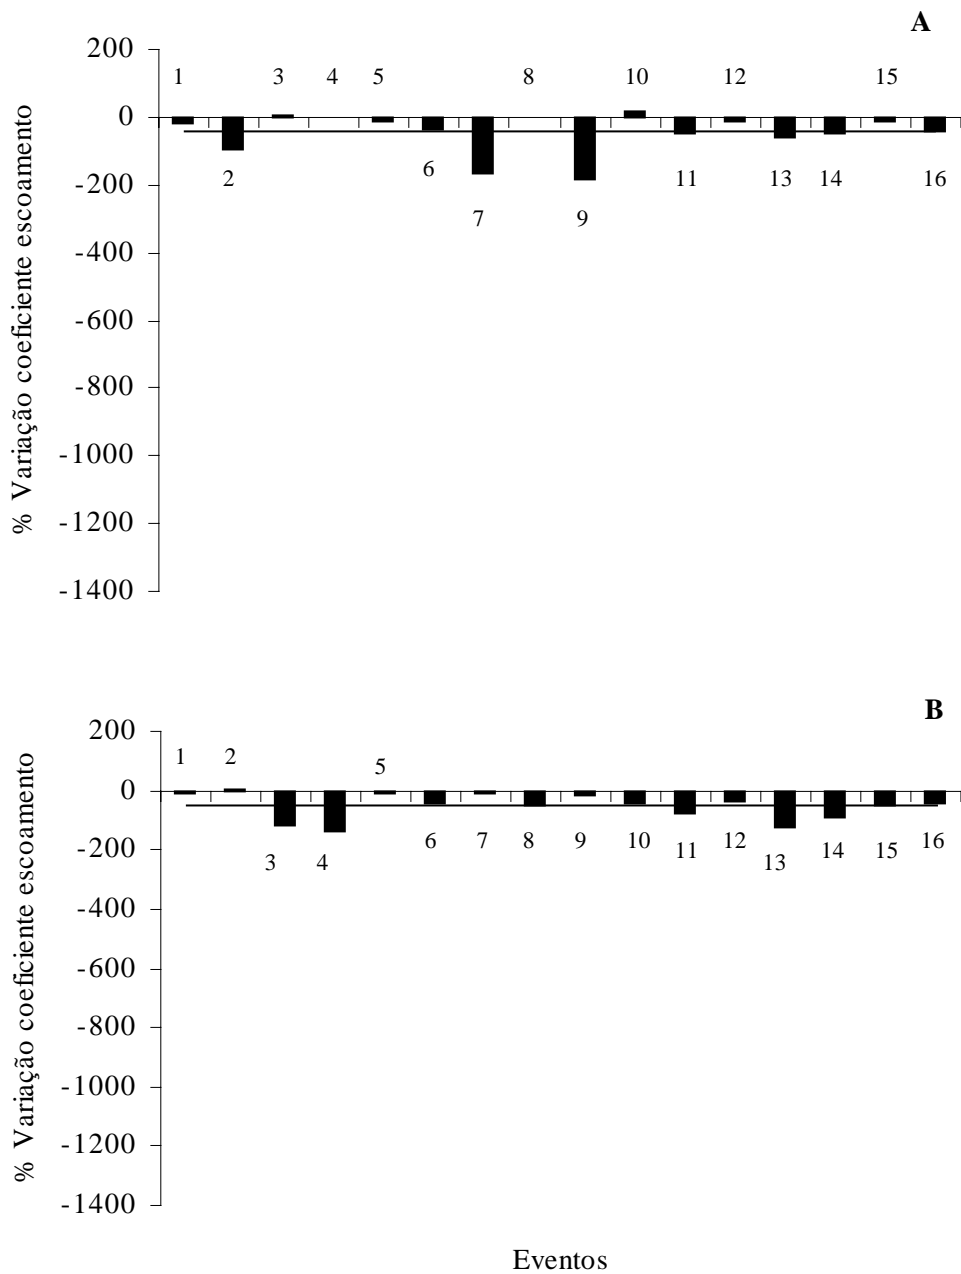 A
200
1 3 4 5 8 10 12 15
0
2 6 7 9 11 13 14 16
-200
-400
-600
-800
-1000
-1200
-1400
% Variação coeficiente escoamento
B
200
1 2 5
0
3 4 6 7 8 9 10 11 12 13 14 15 16
-200
-400
-600
-800
-1000
-1200
-1400
% Variação coeficiente escoamento
Eventos